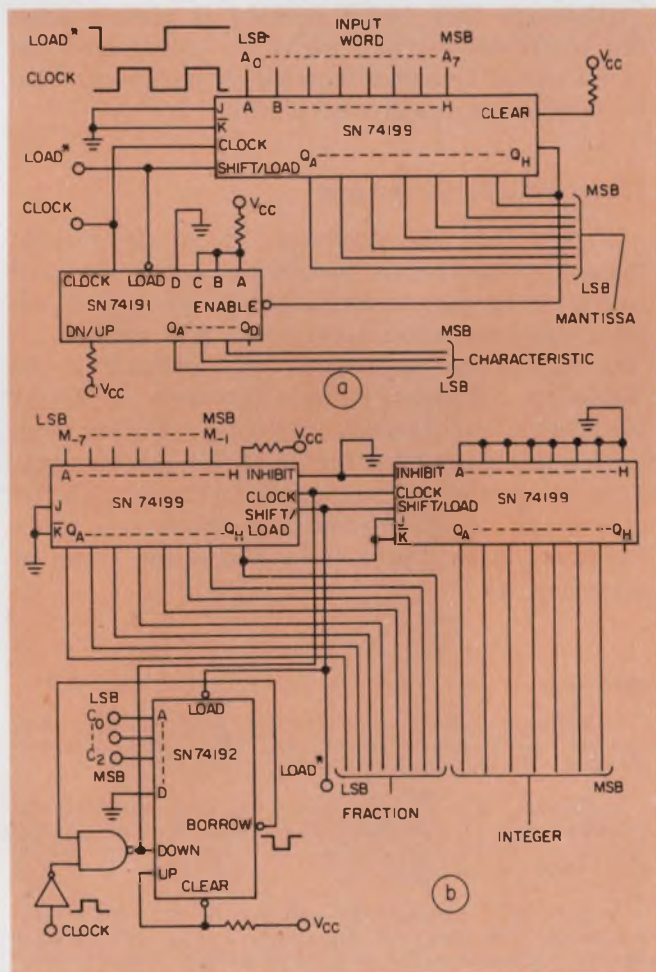 LOAD*
CLOCK
LSB INPUT WORD MSB
A0 A7
VCC
A B H
J
K̅
CLEAR
SN 74199
CLOCK
SHIFT/LOAD
QA QH
LOAD*
CLOCK
VCC
MSB
LSB
MANTISSA
CLOCK LOAD D C B A
SN 74191
ENABLE
DN/UP QA QD
MSB
CHARACTERISTIC
LSB
VCC
a
LSB MSB
M-7 M-1
VCC
A H INHIBIT
CLOCK
SHIFT/LOAD
J
SN 74199
K̅ QA QH
INHIBIT A H
CLOCK
SN 74199
SHIFT/LOAD
K̅
QA QH
LSB
C0
C2
MSB
A
D
LOAD
SN74192
BORROW
DOWN
UP
CLEAR
VCC
CLOCK
LOAD*
LSB
FRACTION
MSB
INTEGER
b